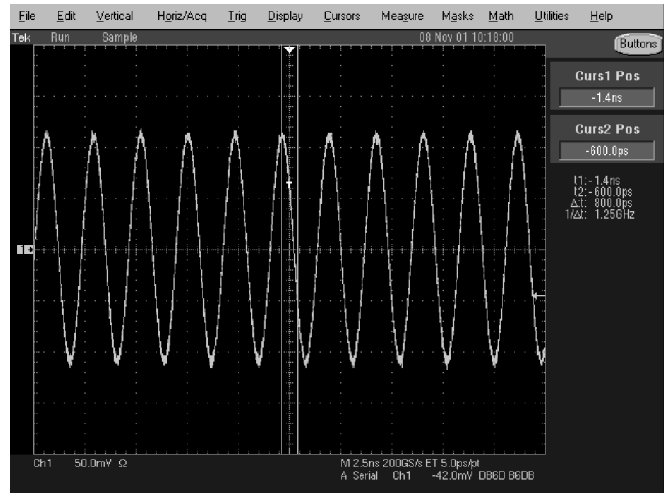 File Edit Vertical Horiz/Acq Trig Display Cursors Measure Masks Math Utilities Help
Tek Run Sample 08 Nov 01 10:18:00 Buttons
Curs1 Pos
-1.4ns
Curs2 Pos
-600.0ps
t1: -1.4ns
t2: -600.0ps
Δt: 800.0ps
1/Δt: 1.25GHz
1
Ch1 50.0mV Ω M 2.5ns 200GS/s ET 5.0ps/pt
A Serial Ch1 -42.0mV DB6D B6DB